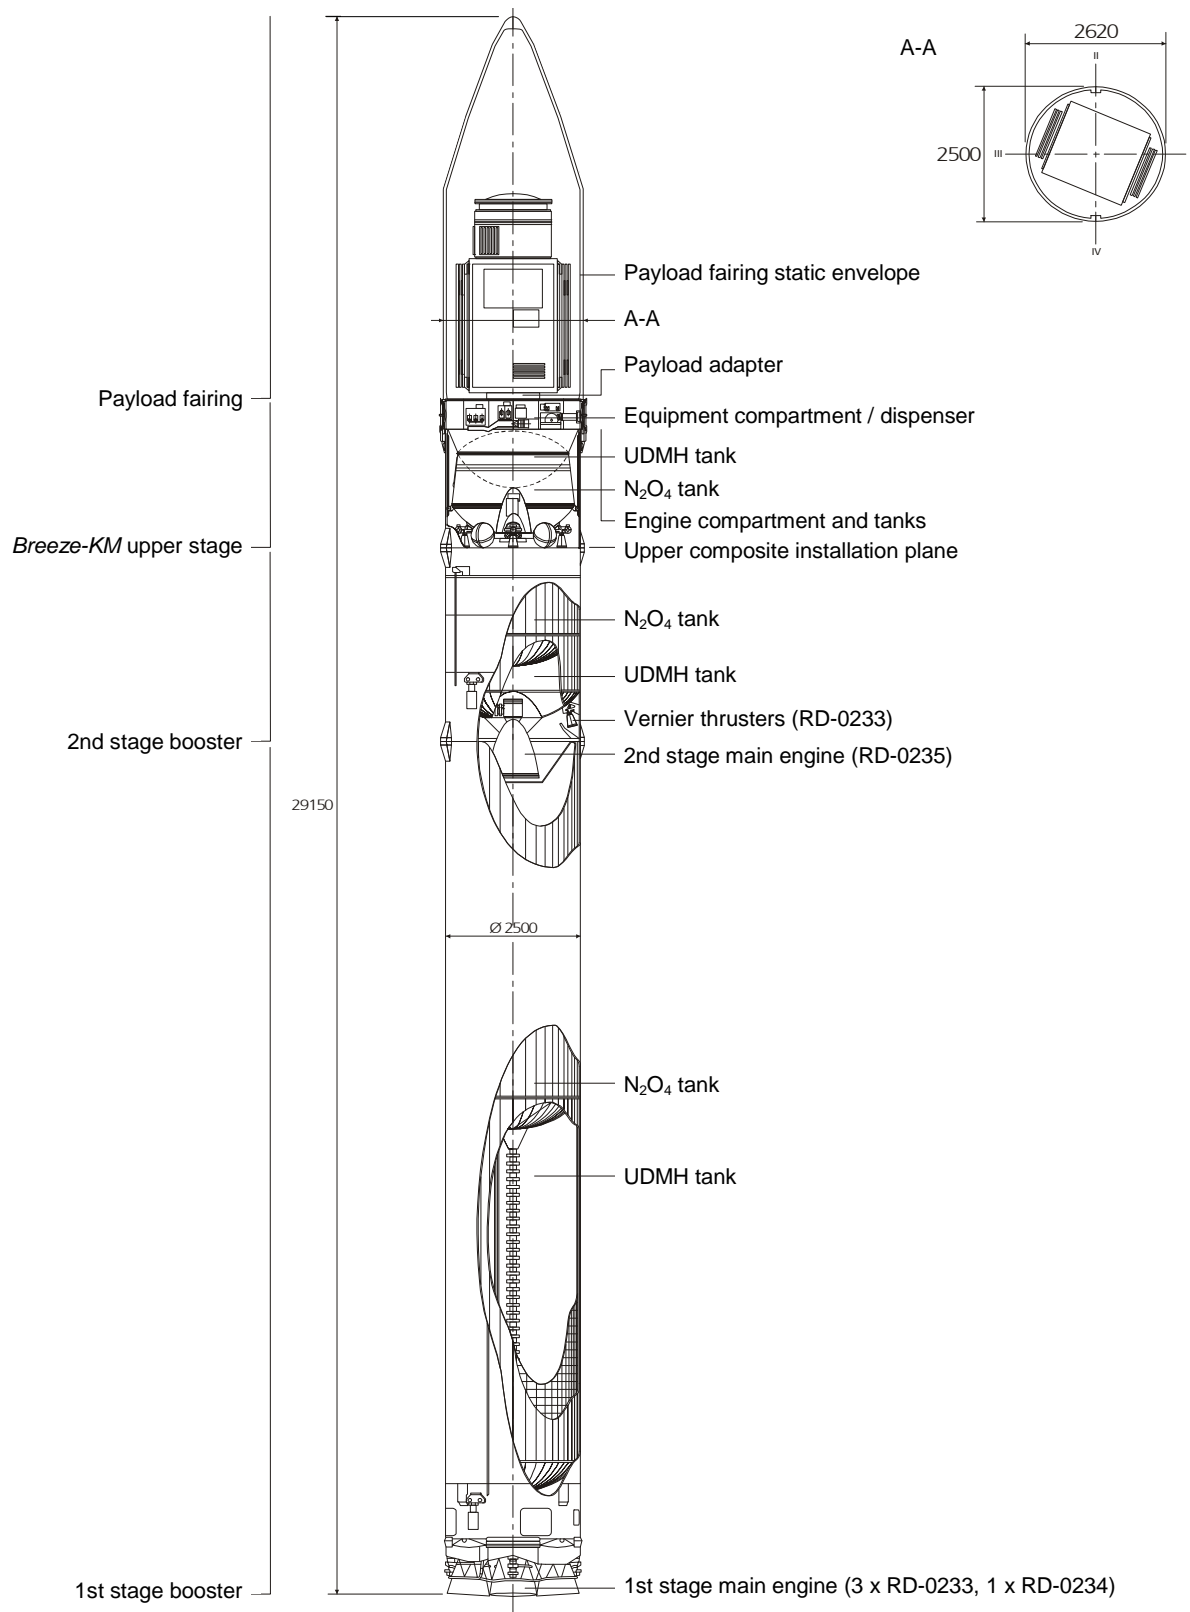 A-A
2620
II
2500
III
IV
Payload fairing static envelope
A-A
Payload adapter
Payload fairing
Equipment compartment / dispenser
UDMH tank
N₂O₄ tank
Engine compartment and tanks
Breeze-KM upper stage
Upper composite installation plane
N₂O₄ tank
UDMH tank
Vernier thrusters (RD-0233)
2nd stage booster
2nd stage main engine (RD-0235)
29150
Ø 2500
N₂O₄ tank
UDMH tank
1st stage booster
1st stage main engine (3 x RD-0233, 1 x RD-0234)